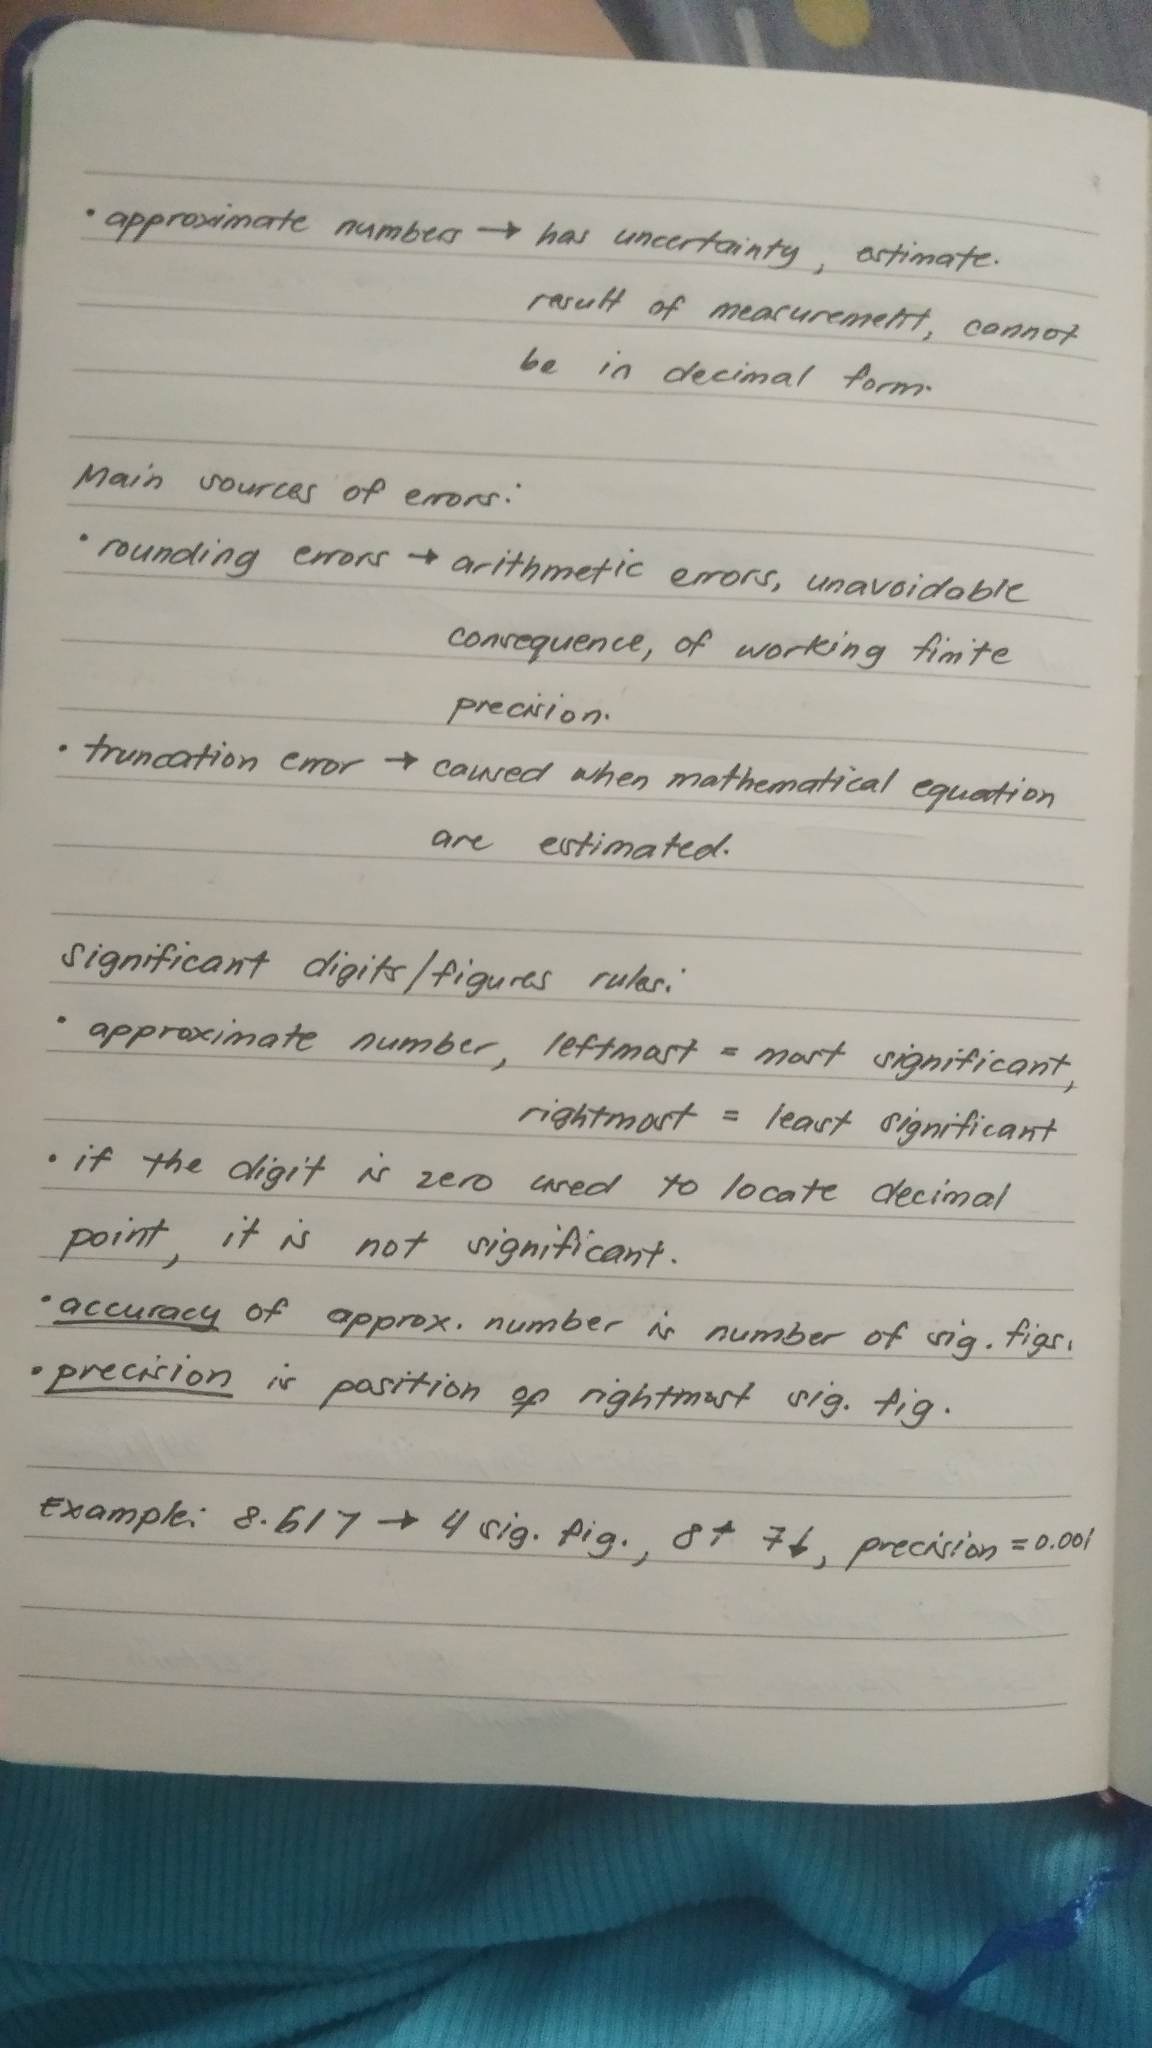 • approximate numbers → has uncertainty, estimate.
result of measurement, cannot
be in decimal form.
Main sources of errors:
• rounding errors → arithmetic errors, unavoidable
consequence, of working finite
precision.
• truncation error → caused when mathematical equation
are estimated.
Significant digits/figures rules:
• approximate number, leftmost = most significant,
rightmost = least significant
• if the digit is zero used to locate decimal
point, it is not significant.
• accuracy of approx. number is number of sig. figs.
• precision is position of rightmost sig. fig.
Example: 8.617 → 4 sig. fig., 8↑ 7↓, precision = 0.001